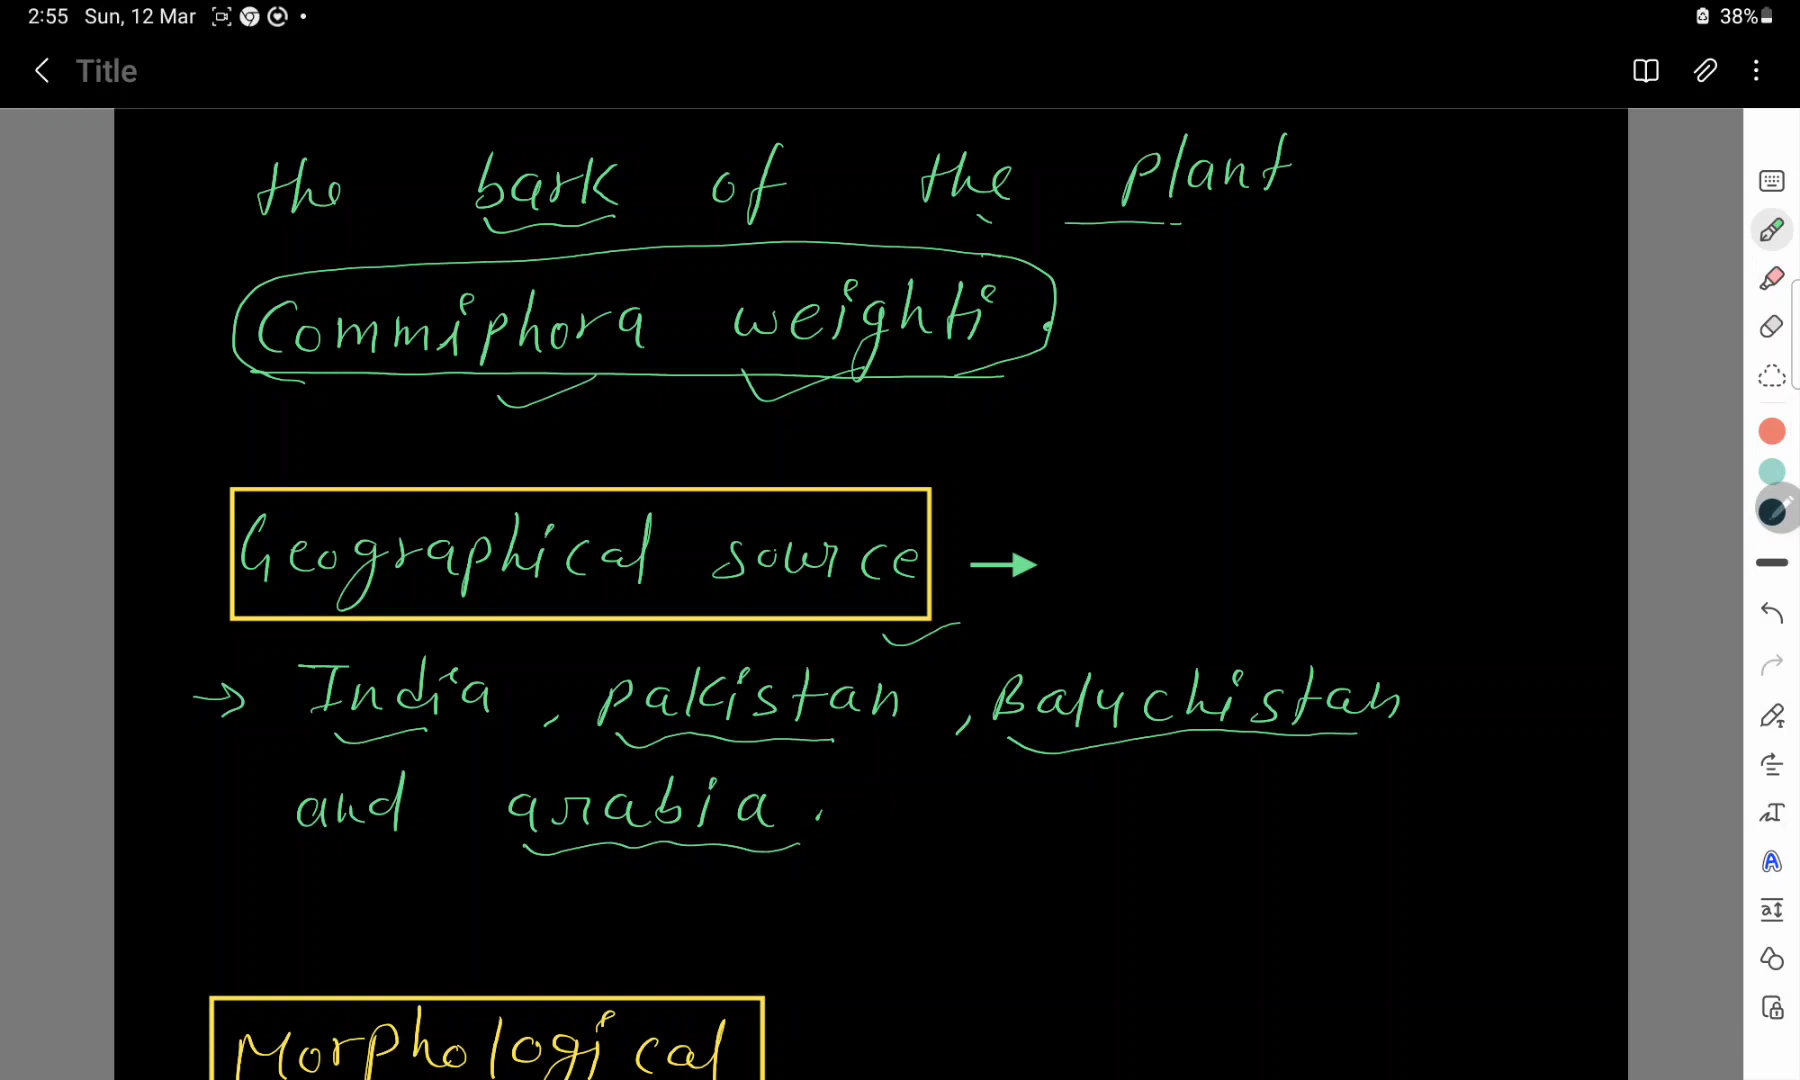 2:55 Sun, 12 Mar 38%
Title
the bark of the plant
Commiphora weighti.
Geographical source →
→ India, pakistan, Baluchistan
and arabia.
Morphological